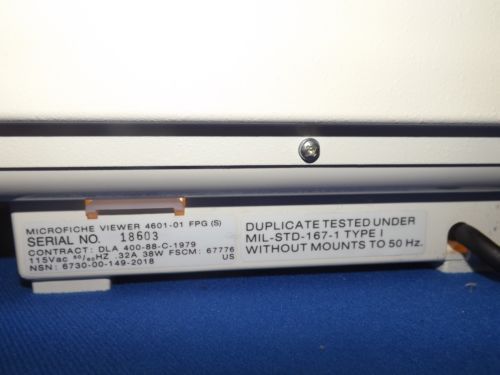 MICROFICHE VIEWER 4601-01 FPG (S)
SERIAL NO. 18603
CONTRACT: DLA 400-88-C-1979
115Vac 50/60HZ .32A 38W FSCM: 67776
NSN: 6730-00-149-2018 US
DUPLICATE TESTED UNDER
MIL-STD-167-1 TYPE I
WITHOUT MOUNTS TO 50 Hz.